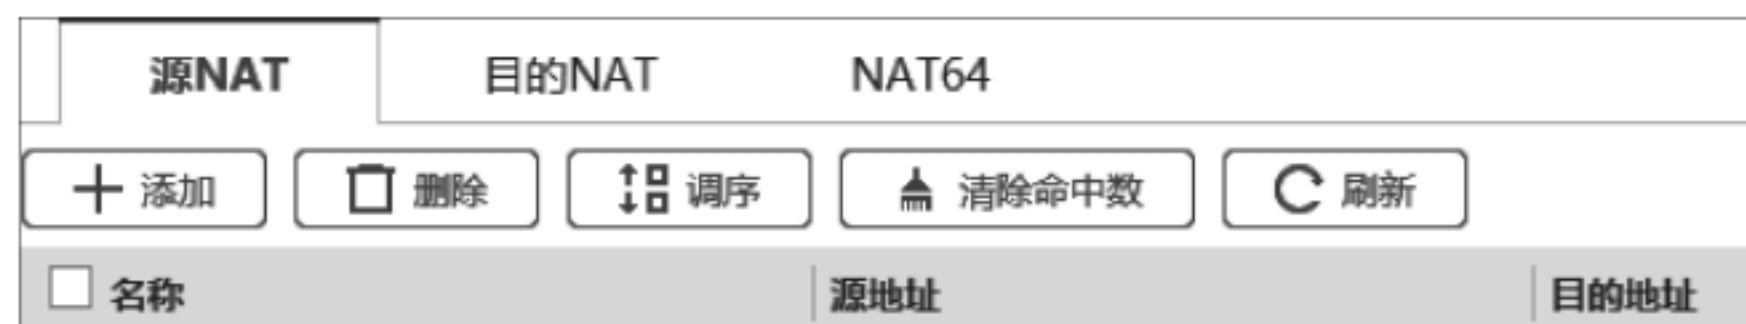 源NAT 目的NAT NAT64
添加 删除 调序 清除命中数 刷新
名称 源地址 目的地址